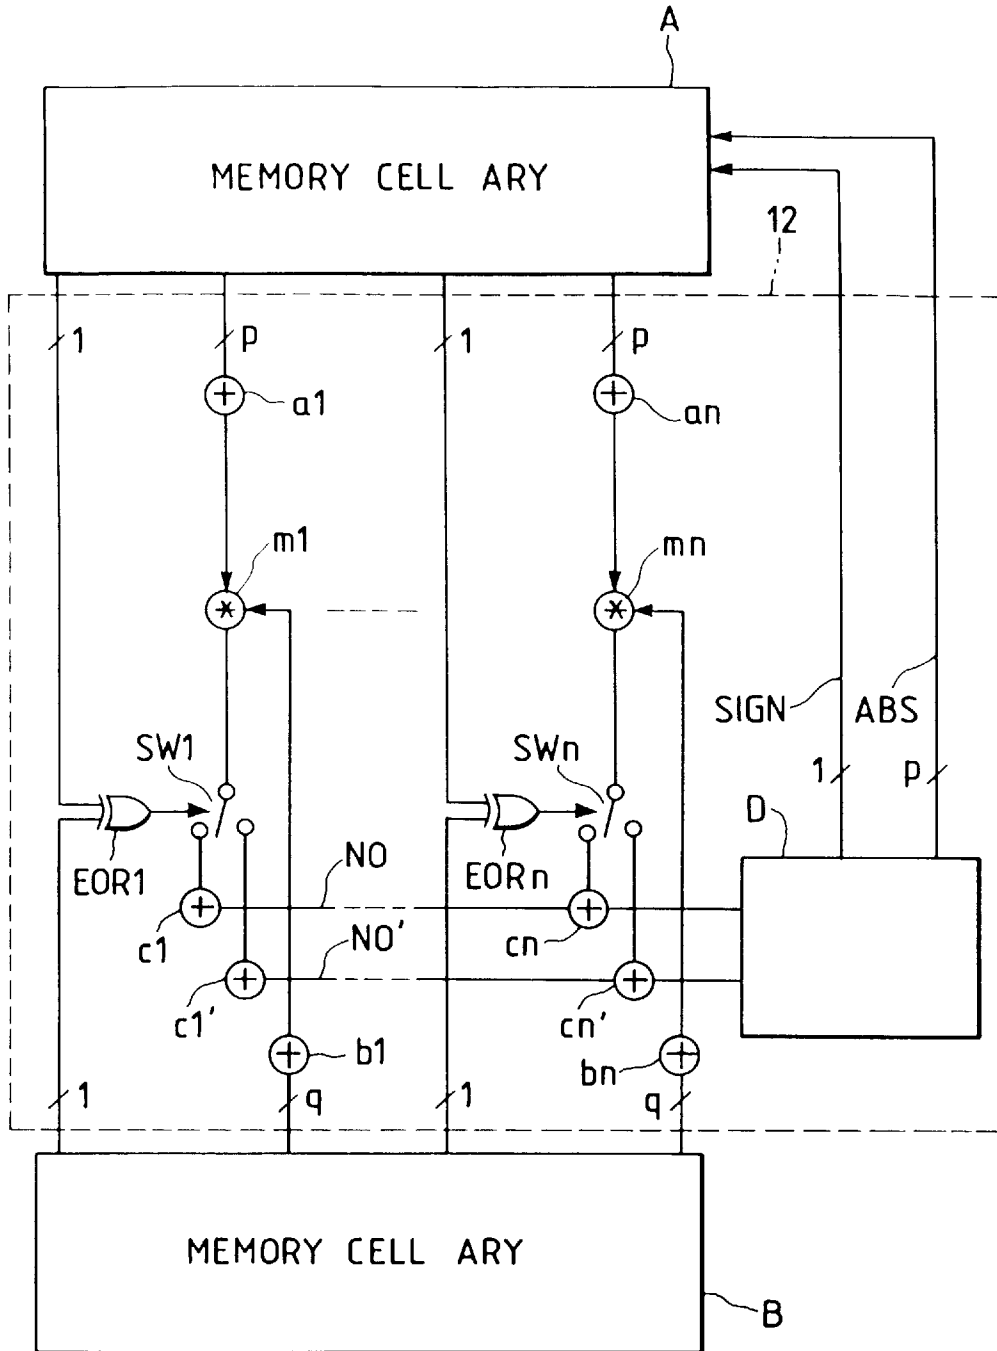 A
MEMORY CELL ARY
12
1
p
1
p
a1
an
m1
mn
*
*
SIGN
ABS
SW1
SWn
1
p
D
EOR1
NO
EORn
c1
NO'
cn
c1'
cn'
b1
bn
1
q
1
q
MEMORY CELL ARY
B